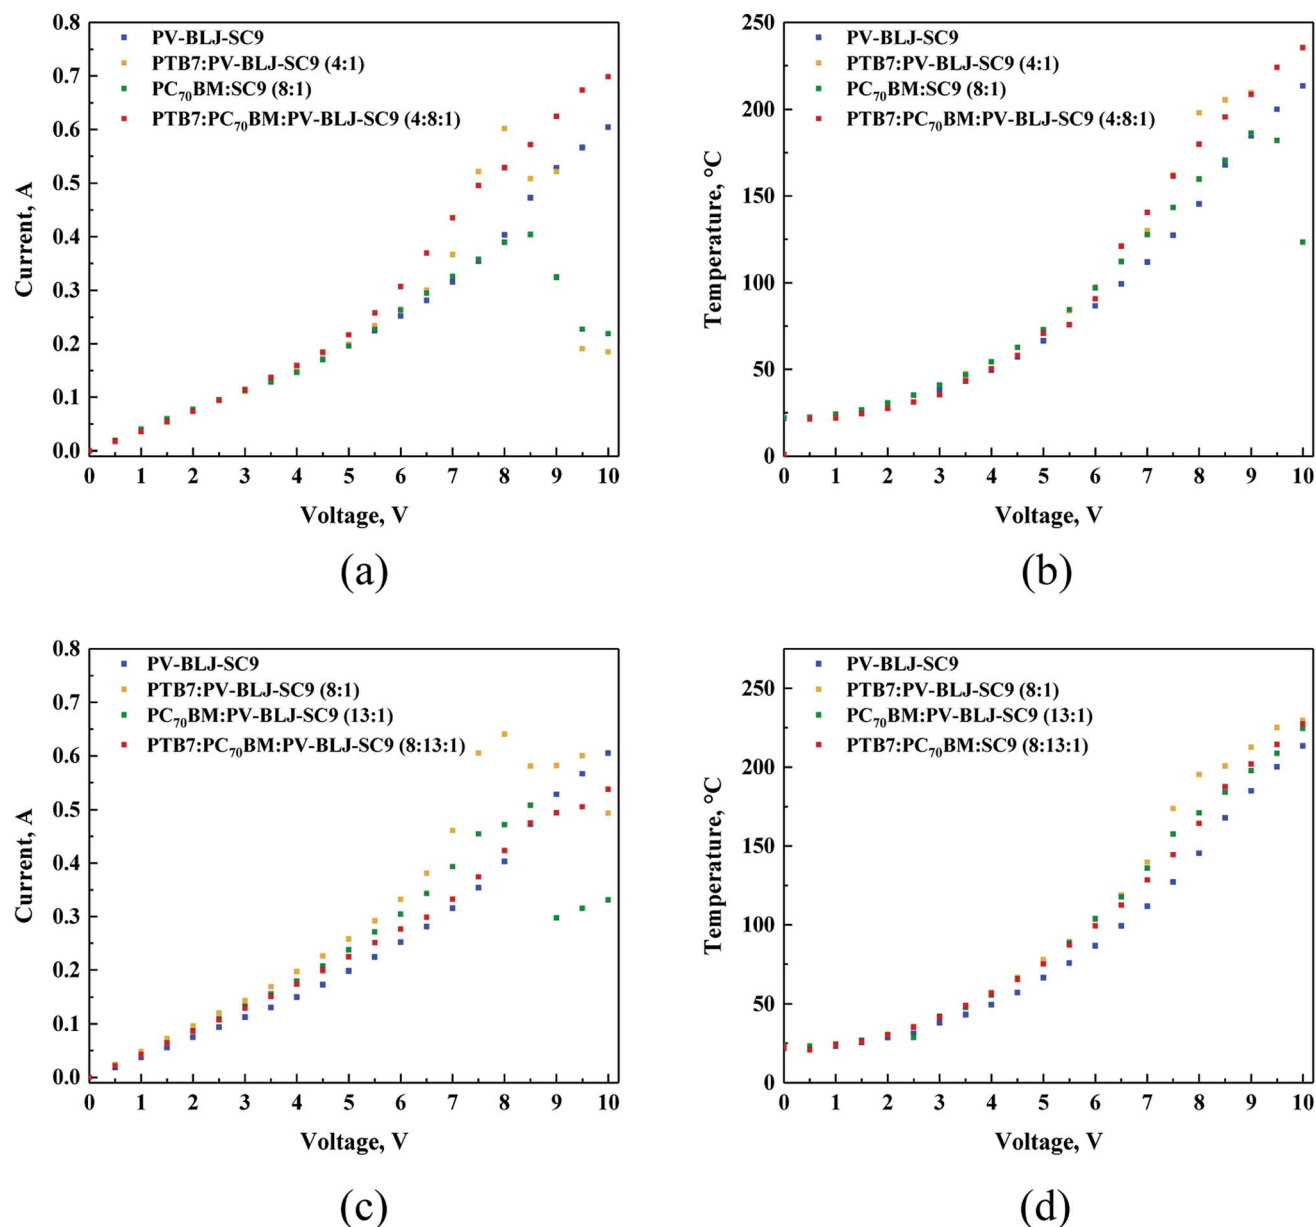 PV-BLJ-SC9
PTB7:PV-BLJ-SC9 (4:1)
PC₇₀BM:SC9 (8:1)
PTB7:PC₇₀BM:PV-BLJ-SC9 (4:8:1)
0.8
0.7
0.6
0.5
0.4
0.3
0.2
0.1
0.0
Current, A
0 1 2 3 4 5 6 7 8 9 10
Voltage, V
(a)
PV-BLJ-SC9
PTB7:PV-BLJ-SC9 (4:1)
PC₇₀BM:SC9 (8:1)
PTB7:PC₇₀BM:PV-BLJ-SC9 (4:8:1)
250
200
150
100
50
0
Temperature, °C
0 1 2 3 4 5 6 7 8 9 10
Voltage, V
(b)
PV-BLJ-SC9
PTB7:PV-BLJ-SC9 (8:1)
PC₇₀BM:PV-BLJ-SC9 (13:1)
PTB7:PC₇₀BM:PV-BLJ-SC9 (8:13:1)
0.8
0.7
0.6
0.5
0.4
0.3
0.2
0.1
0.0
Current, A
0 1 2 3 4 5 6 7 8 9 10
Voltage, V
(c)
PV-BLJ-SC9
PTB7:PV-BLJ-SC9 (8:1)
PC₇₀BM:PV-BLJ-SC9 (13:1)
PTB7:PC₇₀BM:SC9 (8:13:1)
250
200
150
100
50
0
Temperature, °C
0 1 2 3 4 5 6 7 8 9 10
Voltage, V
(d)